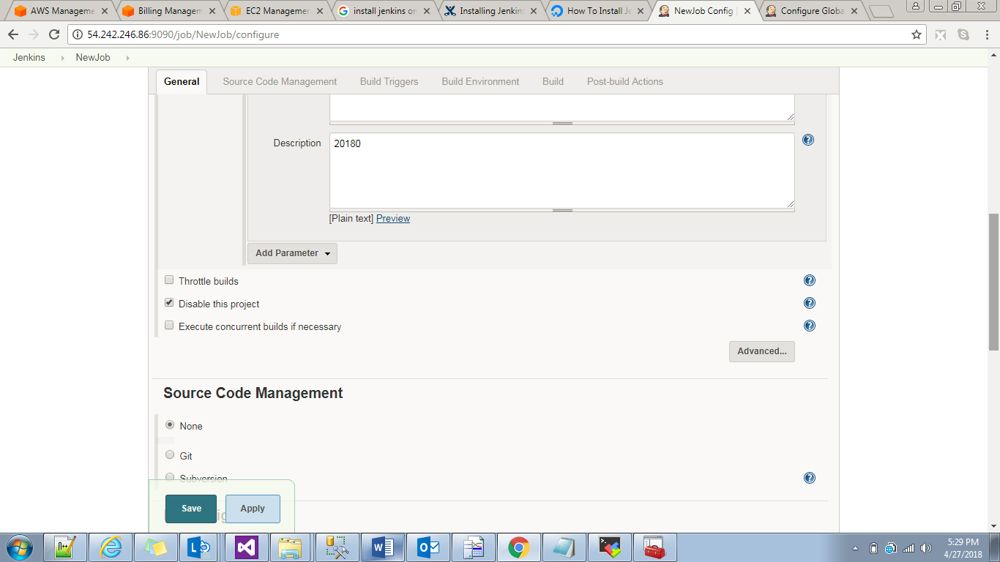 AWS Manageme
Billing Managem
EC2 Managemen
install jenkins on
Installing Jenkins
How To Install Je
NewJob Config [
Configure Globa
54.242.246.86:9090/job/NewJob/configure
Jenkins NewJob
General Source Code Management Build Triggers Build Environment Build Post-build Actions
Description 20180
[Plain text] Preview
Add Parameter
Throttle builds
Disable this project
Execute concurrent builds if necessary
Advanced...
Source Code Management
None
Git
Subversion
Save Apply
5:29 PM
4/27/2018